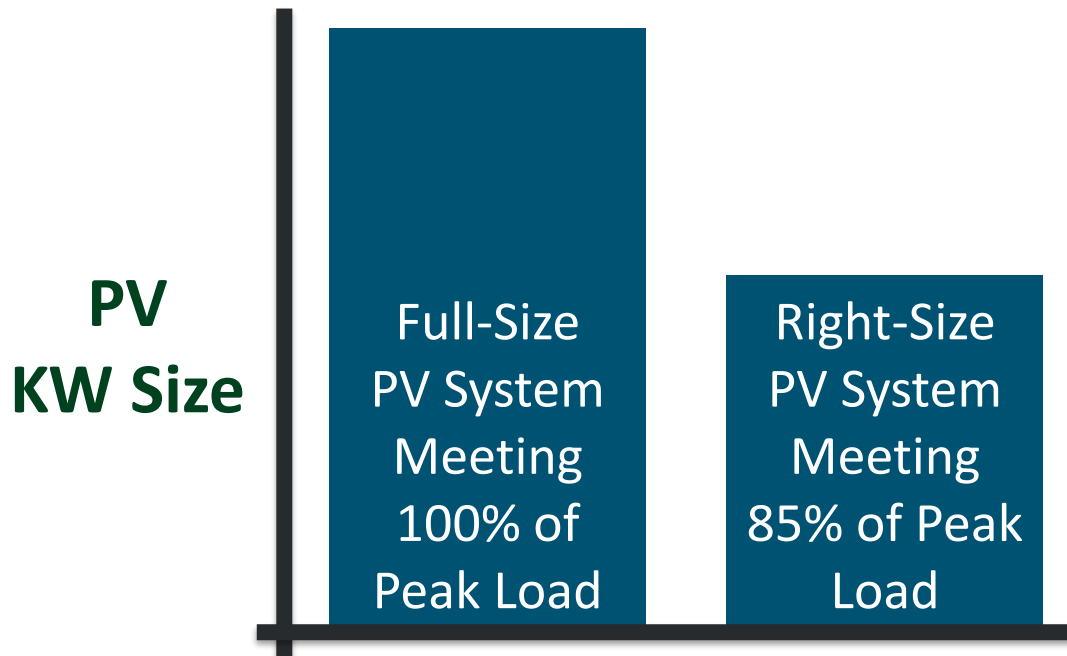 PV
KW Size
Full-Size
PV System
Meeting
100% of
Peak Load
Right-Size
PV System
Meeting
85% of Peak
Load